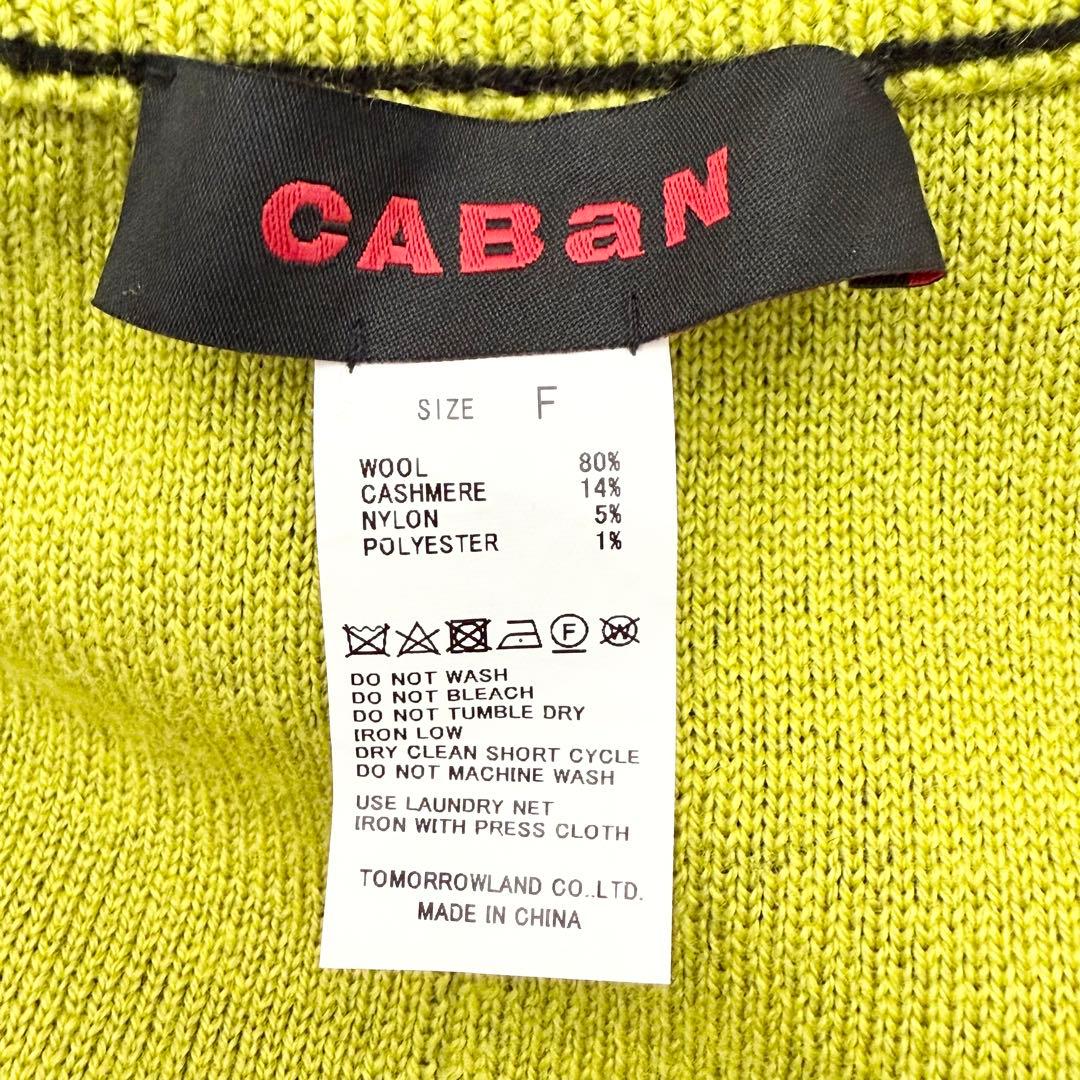 CABaN
SIZE F
WOOL 80%
CASHMERE 14%
NYLON 5%
POLYESTER 1%
F W
DO NOT WASH
DO NOT BLEACH
DO NOT TUMBLE DRY
IRON LOW
DRY CLEAN SHORT CYCLE
DO NOT MACHINE WASH
USE LAUNDRY NET
IRON WITH PRESS CLOTH
TOMORROWLAND CO.,LTD.
MADE IN CHINA